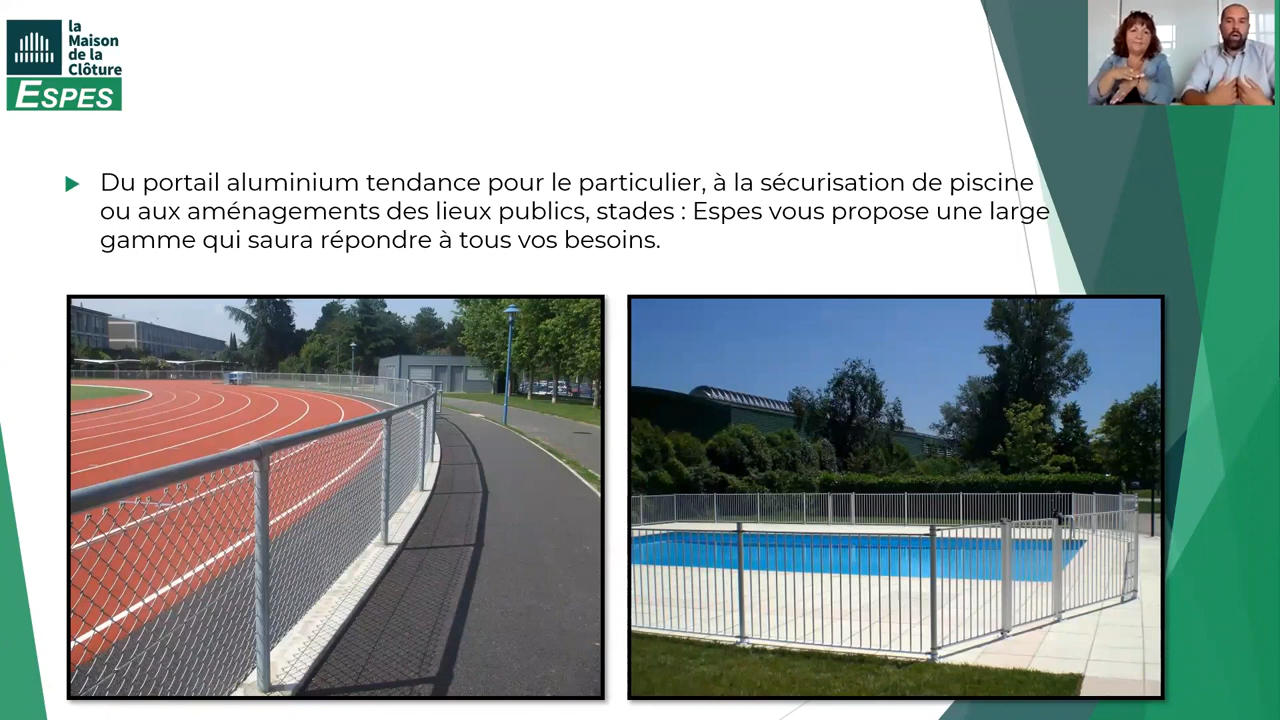 la
Maison
de la
Clôture
ESPES
Du portail aluminium tendance pour le particulier, à la sécurisation de piscine
ou aux aménagements des lieux publics, stades : Espes vous propose une large
gamme qui saura répondre à tous vos besoins.